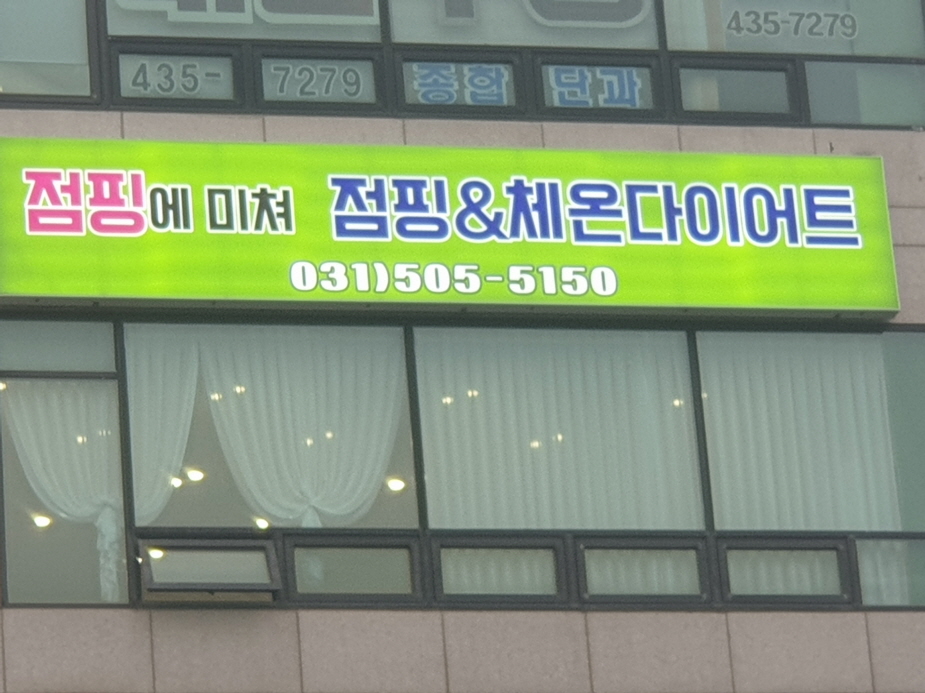 435-7279
435-7279 종합 단과
점핑에 미쳐 점핑&체온다이어트
031)505-5150